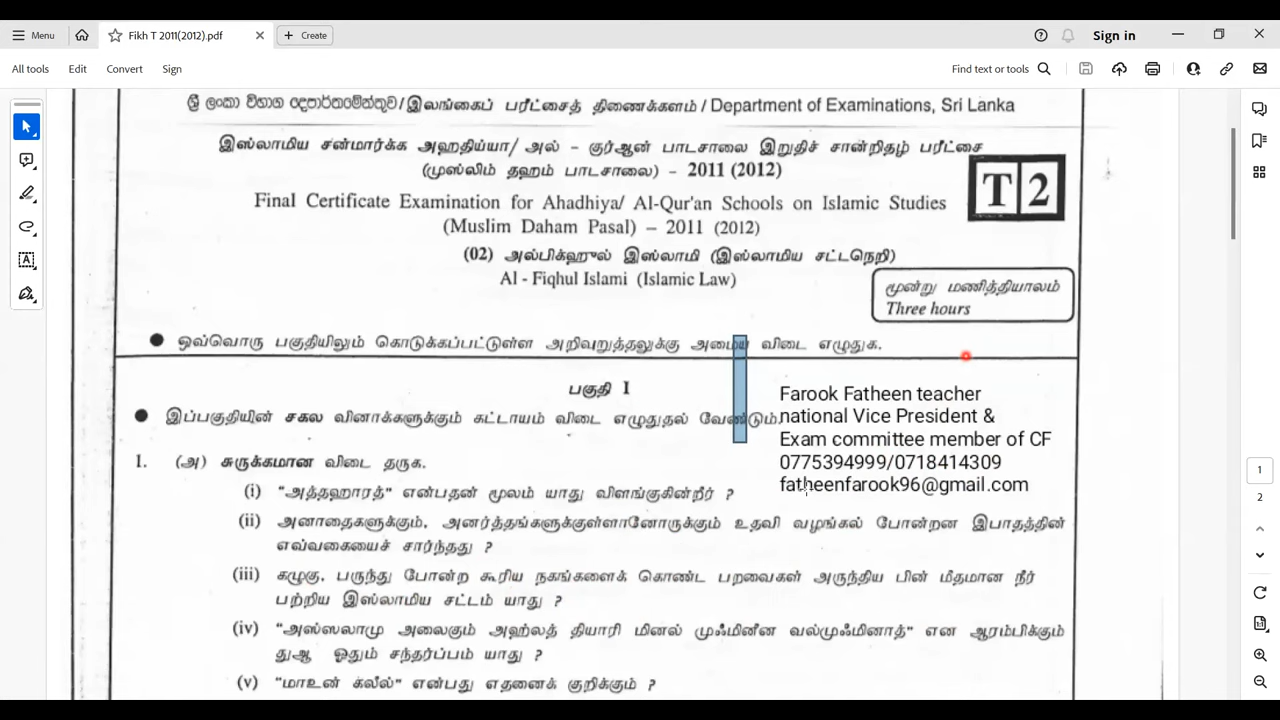 Menu
Fikh T 2011(2012).pdf
Create
Sign in
All tools Edit Convert Sign
Find text or tools
ශ්‍රී ලංකා විභාග දෙපාර්තමේන්තුව/இலங்கைப் பரீட்சைத் திணைக்களம்/Department of Examinations, Sri Lanka
இஸ்லாமிய சன்மார்க்க அஹதிய்யா/ அல் - குர்ஆன் பாடசாலை இறுதிச் சான்றிதழ் பரீட்சை
(முஸ்லிம் தஹம் பாடசாலை) - 2011 (2012)
T 2
Final Certificate Examination for Ahadhiya/ Al-Qur'an Schools on Islamic Studies
(Muslim Daham Pasal) – 2011 (2012)
(02) அல்பிக்ஹுல் இஸ்லாமி (இஸ்லாமிய சட்டநெறி)
Al - Fiqhul Islami (Islamic Law)
மூன்று மணித்தியாலம்
Three hours
● ஒவ்வொரு பகுதியிலும் கொடுக்கப்பட்டுள்ள அறிவுறுத்தலுக்கு அமைய விடை எழுதுக.
பகுதி I
● இப்பகுதியின் சகல வினாக்களுக்கும் கட்டாயம் விடை எழுதுதல் வேண்டும்.
Farook Fatheen teacher
national Vice President &
Exam committee member of CF
0775394999/0718414309
fatheenfarook96@gmail.com
1. (அ) சுருக்கமான விடை தருக.
(i) “அத்தஹாரத்” என்பதன் மூலம் யாது விளங்குகின்றீர் ?
(ii) அனாதைகளுக்கும், அனர்த்தங்களுக்குள்ளானோருக்கும் உதவி வழங்கல் போன்றன இபாதத்தின்
எவ்வகையைச் சார்ந்தது ?
(iii) கழுகு, பருந்து போன்ற கூரிய நகங்களைக் கொண்ட பறவைகள் அருந்திய பின் மீதமான நீர்
பற்றிய இஸ்லாமிய சட்டம் யாது ?
(iv) “அஸ்ஸலாமு அலைகும் அஹ்லத் தியாரி மினல் முஃமினீன வல்முஃமினாத்” என ஆரம்பிக்கும்
துஆ ஓதும் சந்தர்ப்பம் யாது ?
(v) “மாஉன் கலீல்” என்பது எதனைக் குறிக்கும் ?
1
2